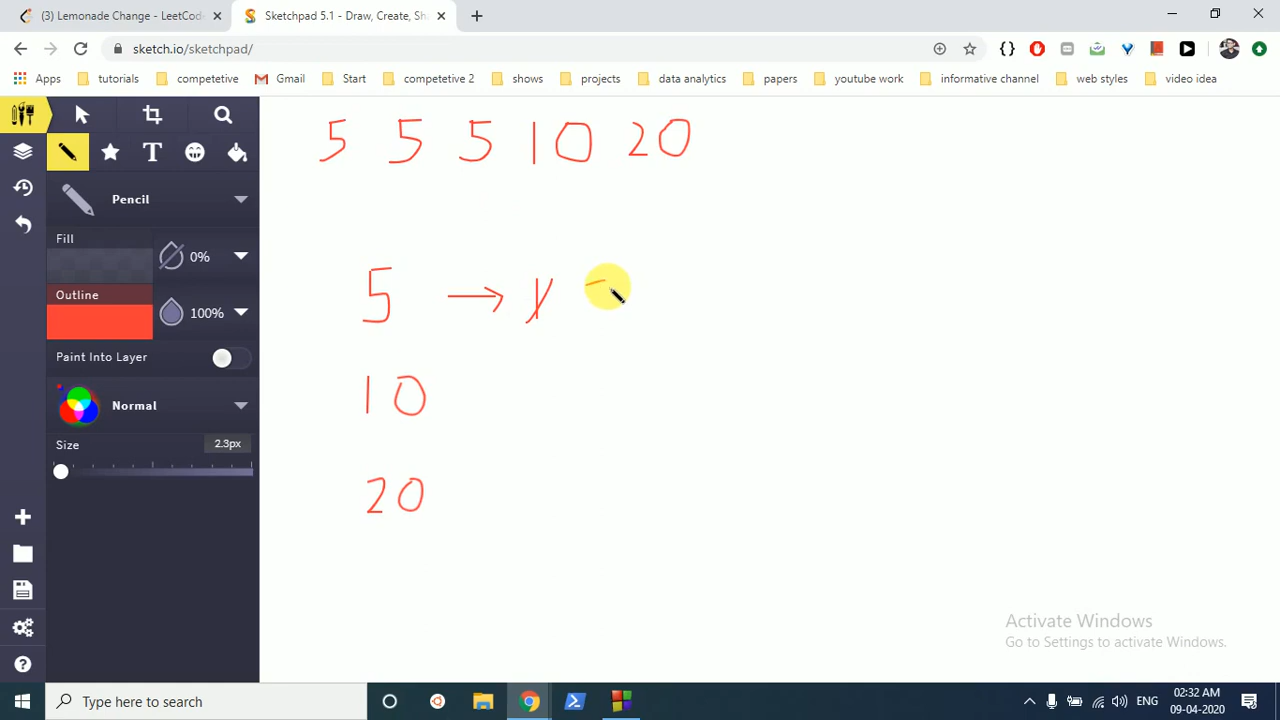 (3) Lemonade Change - LeetCode
Sketchpad 5.1 - Draw, Create, Sha
sketch.io/sketchpad/
Apps tutorials competetive Gmail Start competetive 2 shows projects data analytics papers youtube work informative channel web styles video idea
5 5 5 10 20
Pencil
Fill
0%
Outline
100%
Paint Into Layer
Normal
Size
2.3px
5 → 1
10
20
Activate Windows
Go to Settings to activate Windows.
Type here to search
ENG
02:32 AM
09-04-2020